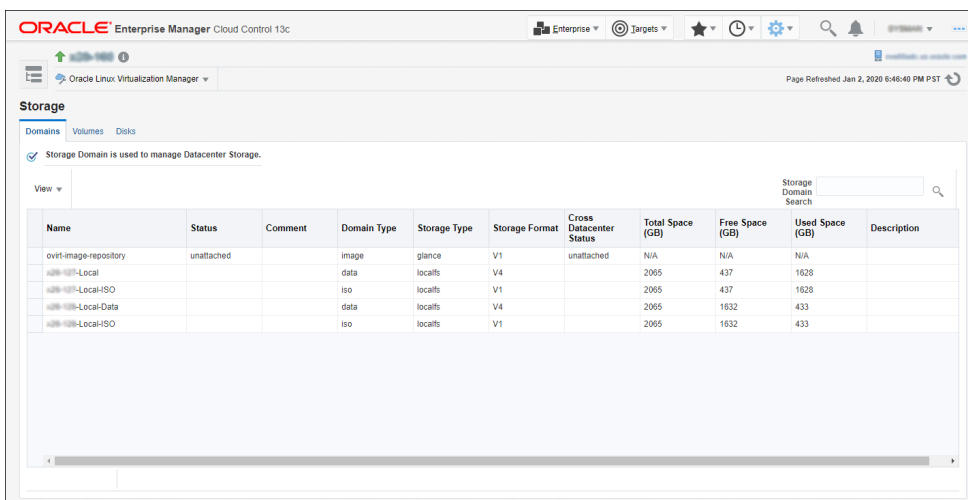 ORACLE Enterprise Manager Cloud Control 13c
Enterprise Targets
Oracle Linux Virtualization Manager
Page Refreshed Jan 2, 2020 6:46:40 PM PST
Storage
Domains Volumes Disks
Storage Domain is used to manage Datacenter Storage.
View
Storage
Domain
Search
Name Status Comment Domain Type Storage Type Storage Format Cross Datacenter Status Total Space (GB) Free Space (GB) Used Space (GB) Description
ovirt-image-repository unattached image glance V1 unattached N/A N/A N/A
-Local data localfs V4 2065 437 1628
-Local-ISO iso localfs V1 2065 437 1628
-Local-Data data localfs V4 2065 1632 433
-Local-ISO iso localfs V1 2065 1632 433